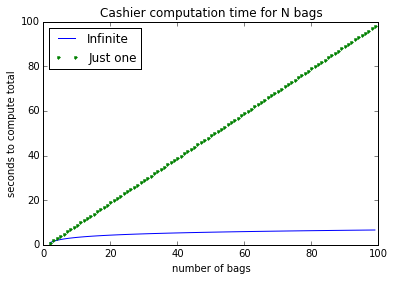 Cashier computation time for N bags
100
Infinite
Just one
80
60
40
20
0
seconds to compute total
0
20
40
60
80
100
number of bags